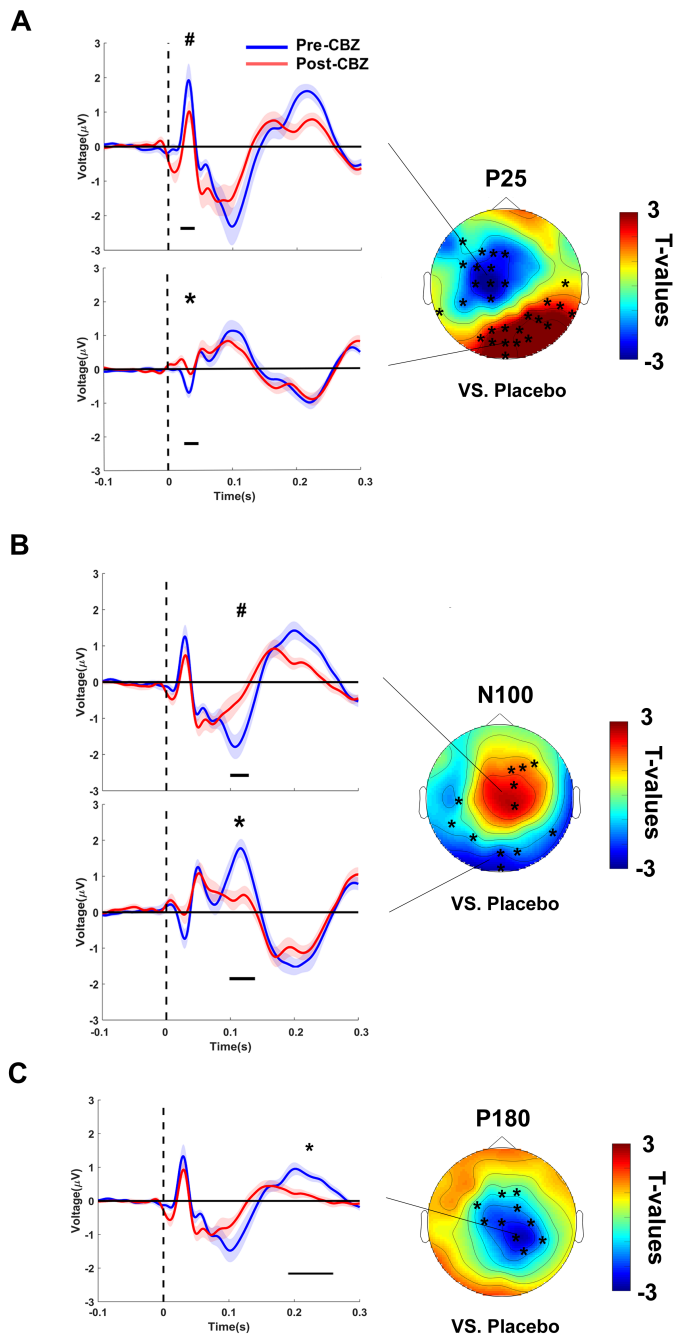 A
#
Pre-CBZ
Post-CBZ
3
2
1
0
-1
-2
-3
Voltage(μV)
*
3
2
1
0
-1
-2
-3
Voltage(μV)
-0.1 0 0.1 0.2 0.3
Time(s)
P25
3
T-values
-3
VS. Placebo
B
#
3
2
1
0
-1
-2
-3
Voltage(μV)
*
3
2
1
0
-1
-2
-3
Voltage(μV)
-0.1 0 0.1 0.2 0.3
Time(s)
N100
3
T-values
-3
VS. Placebo
C
*
3
2
1
0
-1
-2
-3
Voltage(μV)
-0.1 0 0.1 0.2 0.3
Time(s)
P180
3
T-values
-3
VS. Placebo